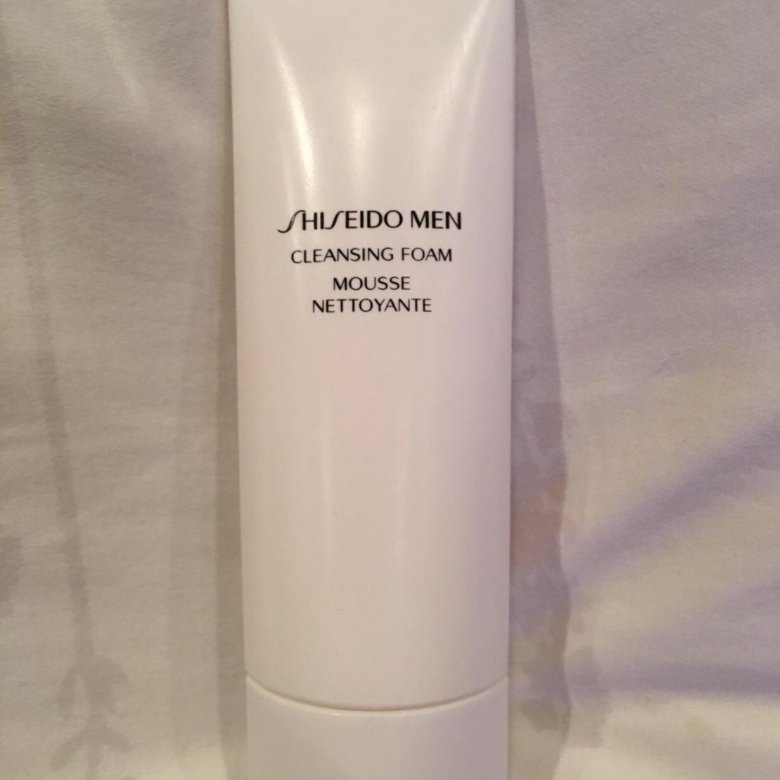 SHISEIDO MEN
CLEANSING FOAM
MOUSSE
NETTOYANTE